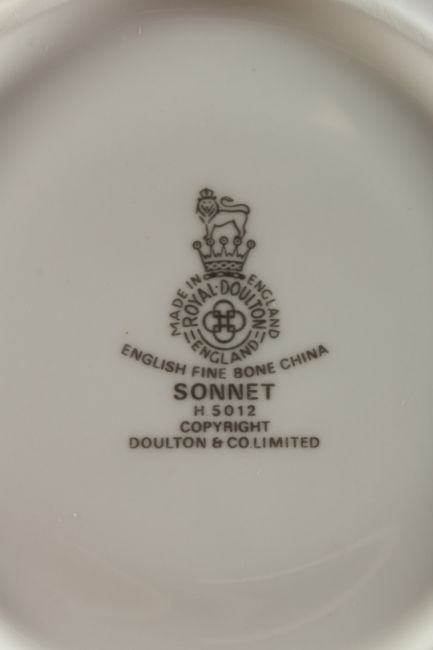 MADE IN ENGLAND
ROYAL·DOULTON
ENGLAND
ENGLISH FINE BONE CHINA
SONNET
H.5012
COPYRIGHT
DOULTON & CO.LIMITED